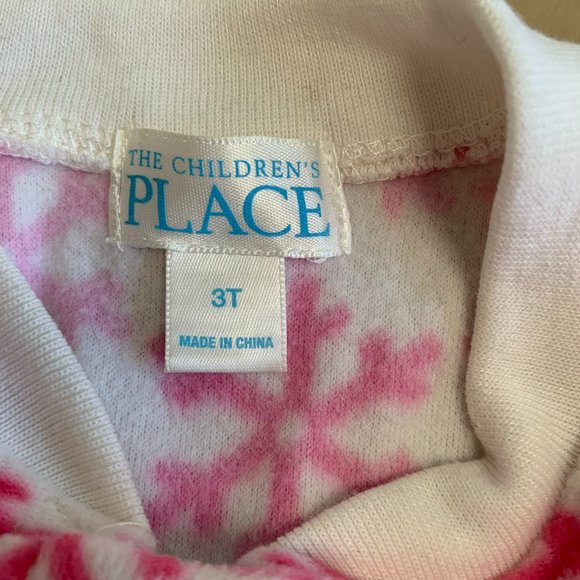 THE CHILDREN'S
PLACE
3T
MADE IN CHINA